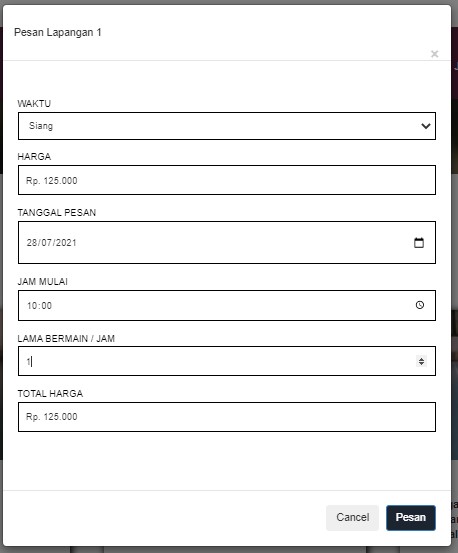 Pesan Lapangan 1
×
WAKTU
Siang
HARGA
Rp. 125.000
TANGGAL PESAN
28/07/2021
JAM MULAI
10:00
LAMA BERMAIN / JAM
1
TOTAL HARGA
Rp. 125.000
Cancel Pesan